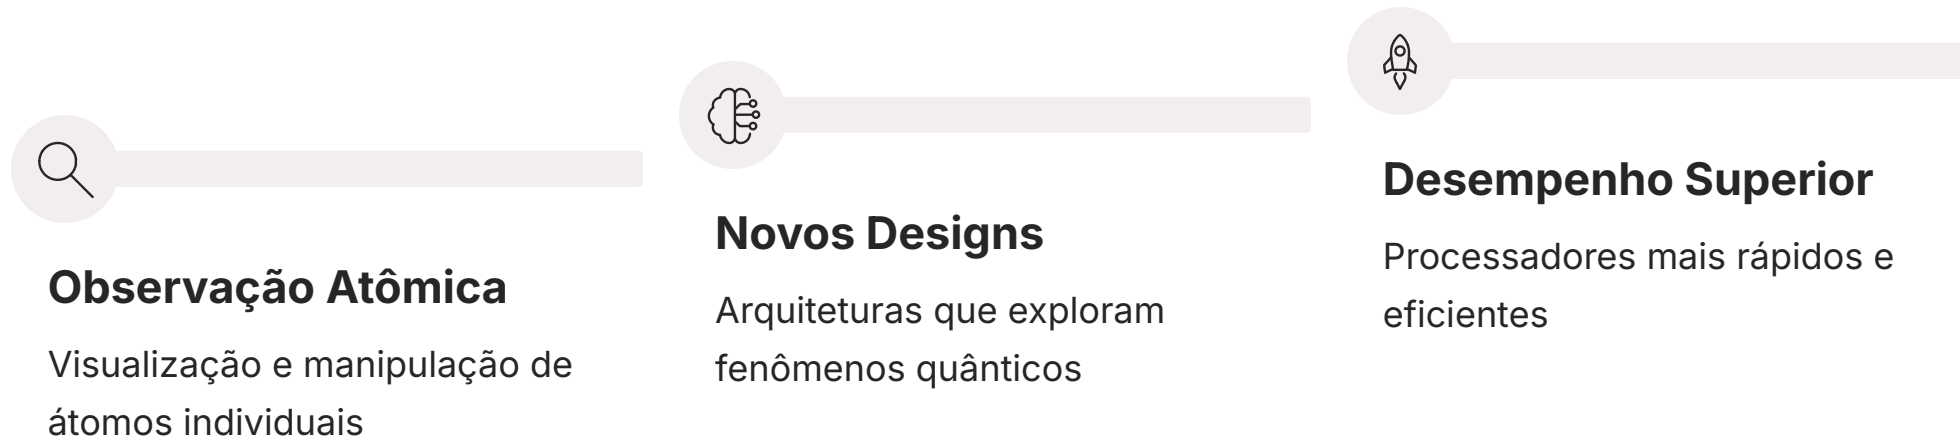 Observação Atômica
Visualização e manipulação de
átomos individuais
Novos Designs
Arquiteturas que exploram
fenômenos quânticos
Desempenho Superior
Processadores mais rápidos e
eficientes